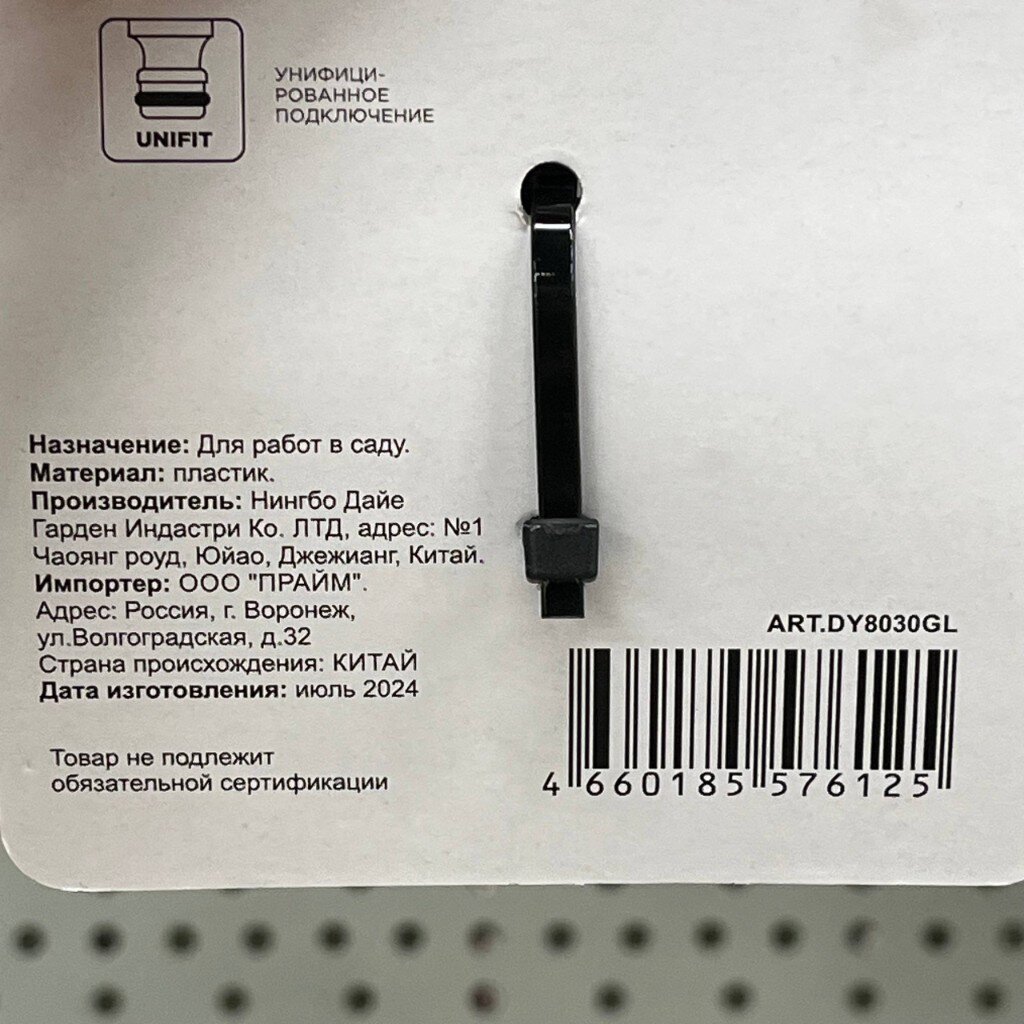 UNIFIT
УНИФИЦИ-
РОВАННОЕ
ПОДКЛЮЧЕНИЕ
Назначение: Для работ в саду.
Материал: пластик.
Производитель: Нингбо Дайе
Гарден Индастри Ко. ЛТД, адрес: №1
Чаоянг роуд, Юйао, Джежианг, Китай.
Импортер: ООО "ПРАЙМ".
Адрес: Россия, г. Воронеж,
ул.Волгоградская, д.32
Страна происхождения: КИТАЙ
Дата изготовления: июль 2024
Товар не подлежит
обязательной сертификации
ART.DY8030GL
4 660185 576125